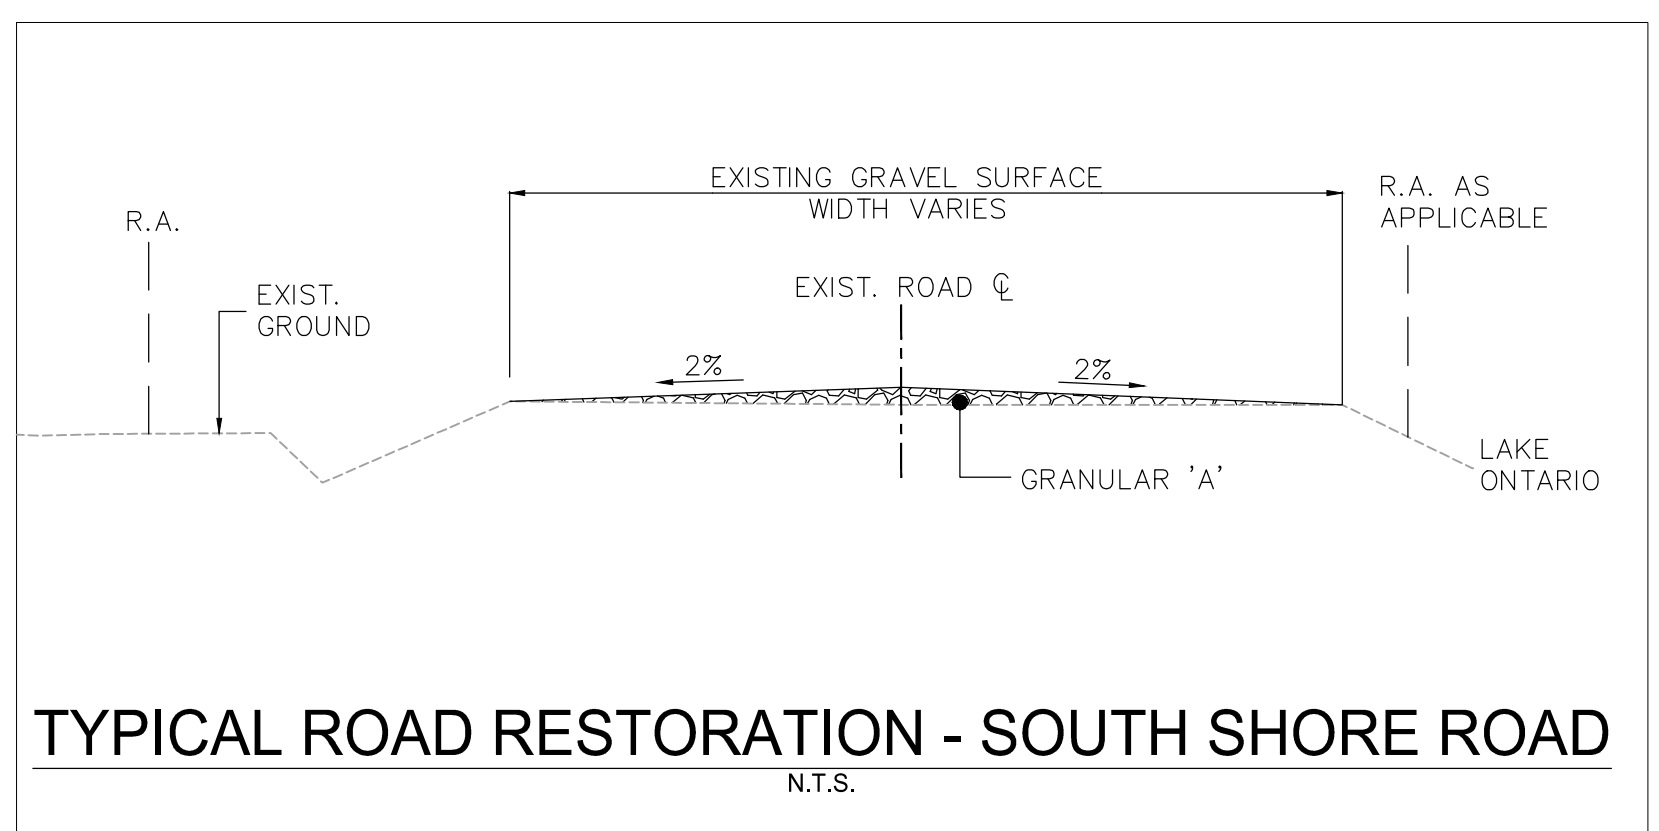 EXISTING GRAVEL SURFACE
WIDTH VARIES
R.A. AS
APPLICABLE
R.A.
EXIST.
GROUND
EXIST. ROAD ℄
2%
2%
LAKE
ONTARIO
GRANULAR 'A'
TYPICAL ROAD RESTORATION - SOUTH SHORE ROAD
N.T.S.